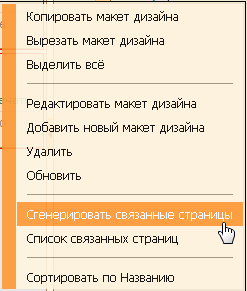 Копировать макет дизайна
Вырезать макет дизайна
Выделить всё
Редактировать макет дизайна
Добавить новый макет дизайна
Удалить
Обновить
Сгенерировать связанные страницы
Список связанных страниц
Сортировать по Названию